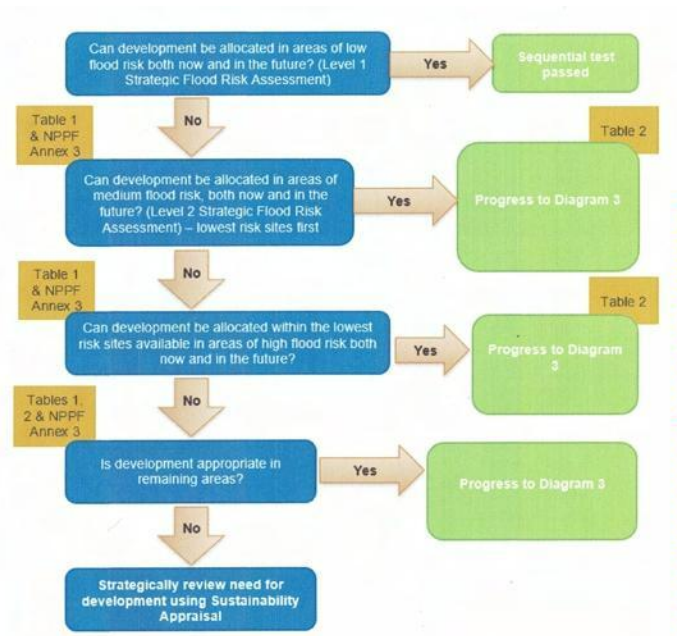 Can development be allocated in areas of low
flood risk both now and in the future? (Level 1
Strategic Flood Risk Assessment)
Yes
Sequential test
passed
No
Table 1
& NPPF
Annex 3
Table 2
Can development be allocated in areas of
medium flood risk, both now and in the
future? (Level 2 Strategic Flood Risk
Assessment) – lowest risk sites first
Yes
Progress to Diagram 3
No
Table 1
& NPPF
Annex 3
Table 2
Can development be allocated within the lowest
risk sites available in areas of high flood risk both
now and in the future?
Yes
Progress to Diagram
3
No
Tables 1,
2 & NPPF
Annex 3
Is development appropriate in
remaining areas?
Yes
Progress to Diagram 3
No
Strategically review need for
development using Sustainability
Appraisal